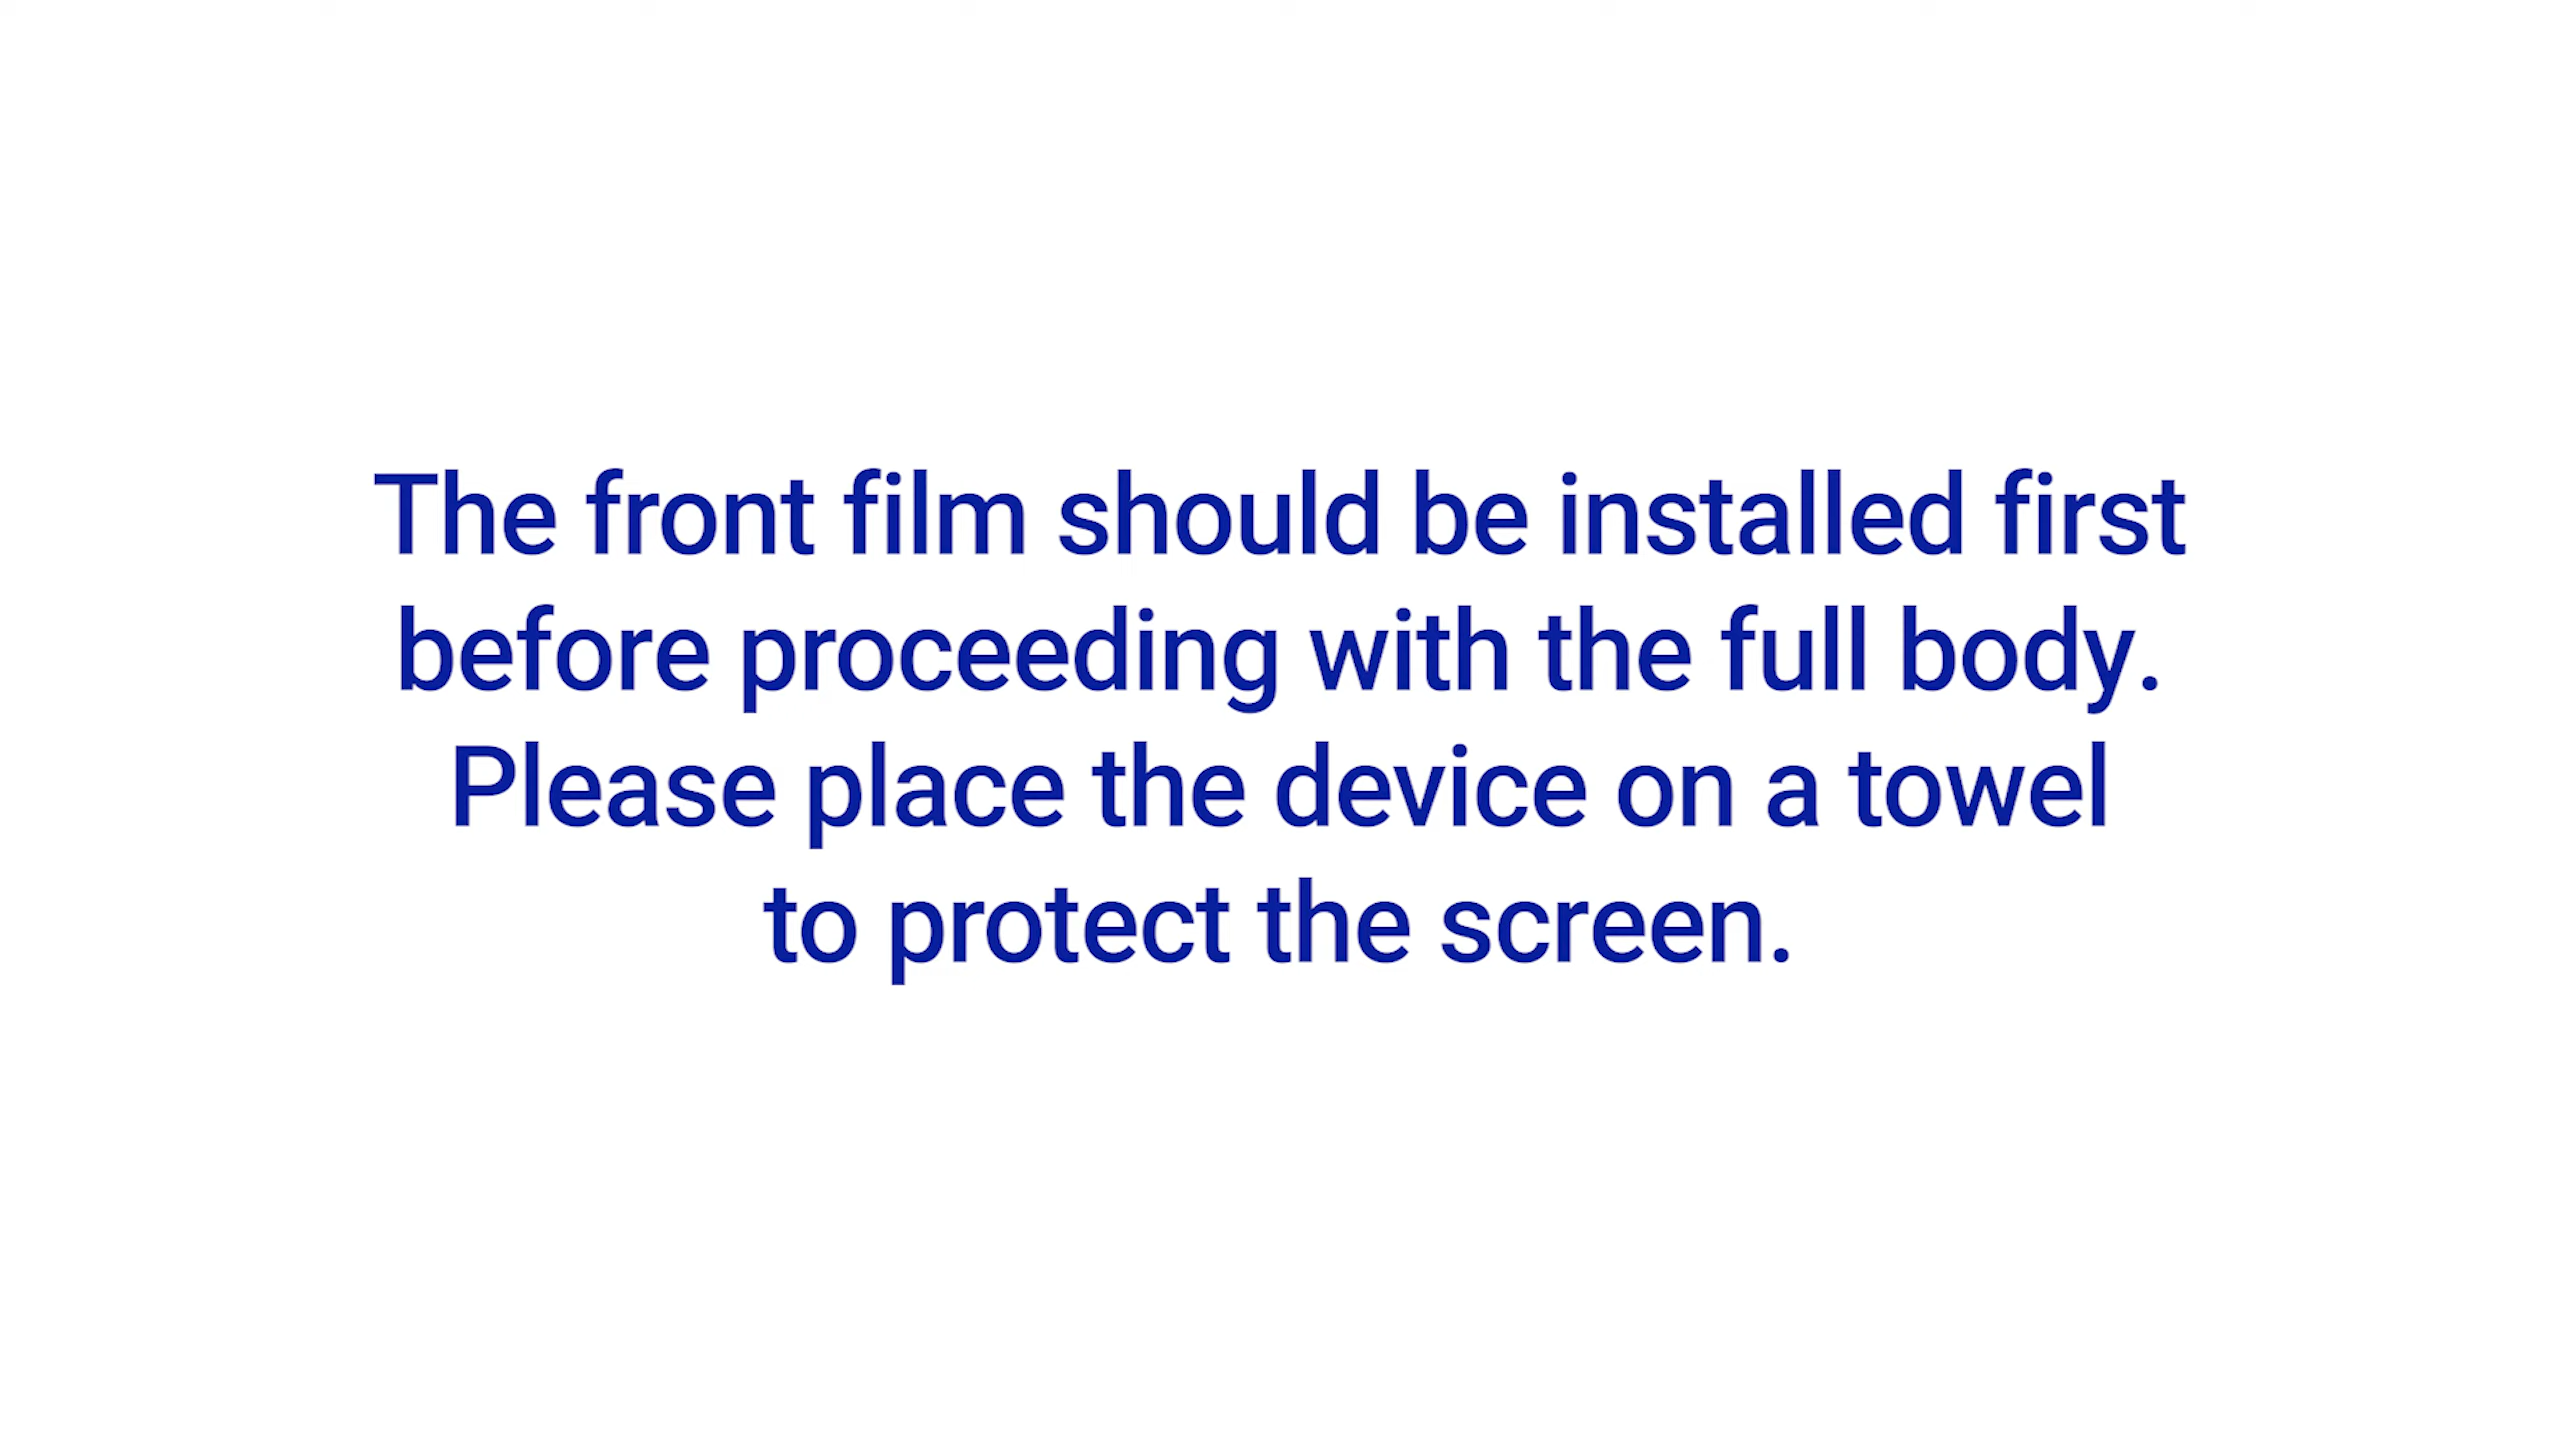 The front film should be installed first
before proceeding with the full body.
Please place the device on a towel
to protect the screen.